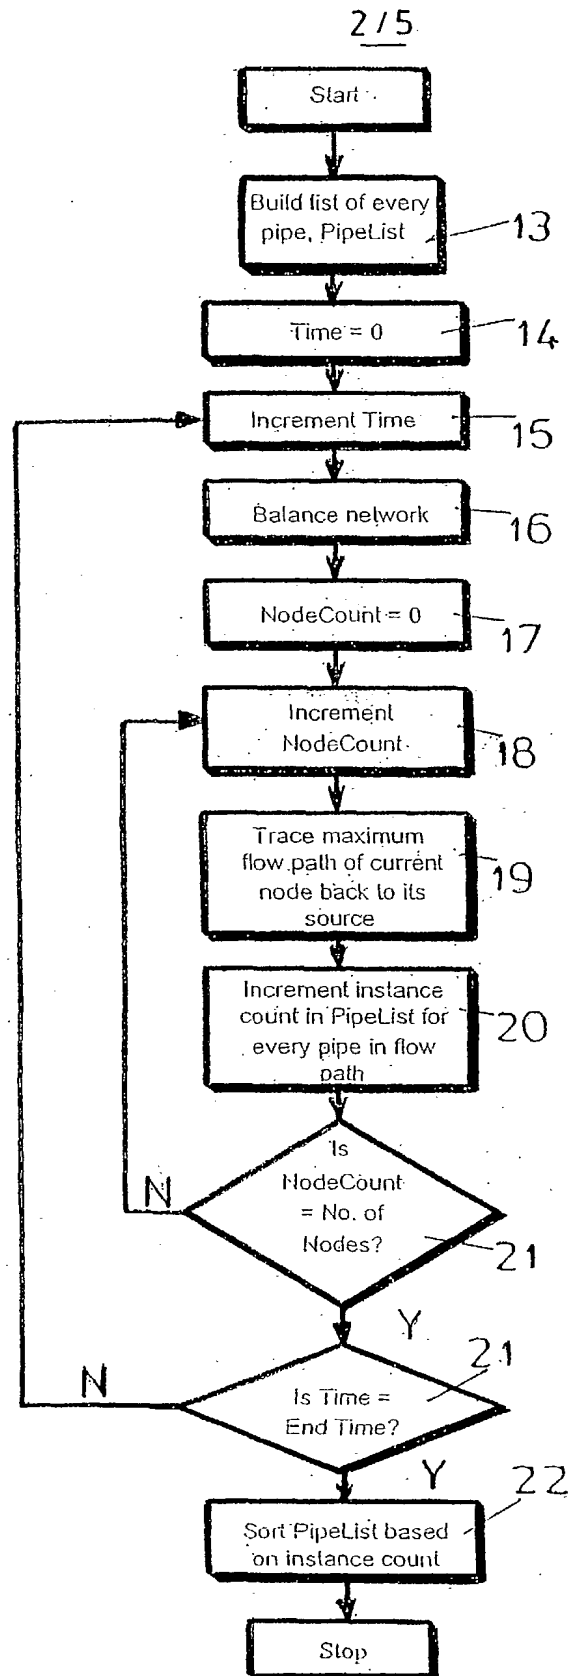 2/5
Start
Build list of every
pipe, PipeList
13
Time = 0
14
Increment Time
15
Balance network
16
NodeCount = 0
17
Increment
NodeCount
18
Trace maximum
flow path of current
node back to its
source
19
Increment instance
count in PipeList for
every pipe in flow
path
20
Is
NodeCount
= No. of
Nodes?
21
N
Y
Is Time =
End Time?
21
N
Y
Sort PipeList based
on instance count
22
Stop